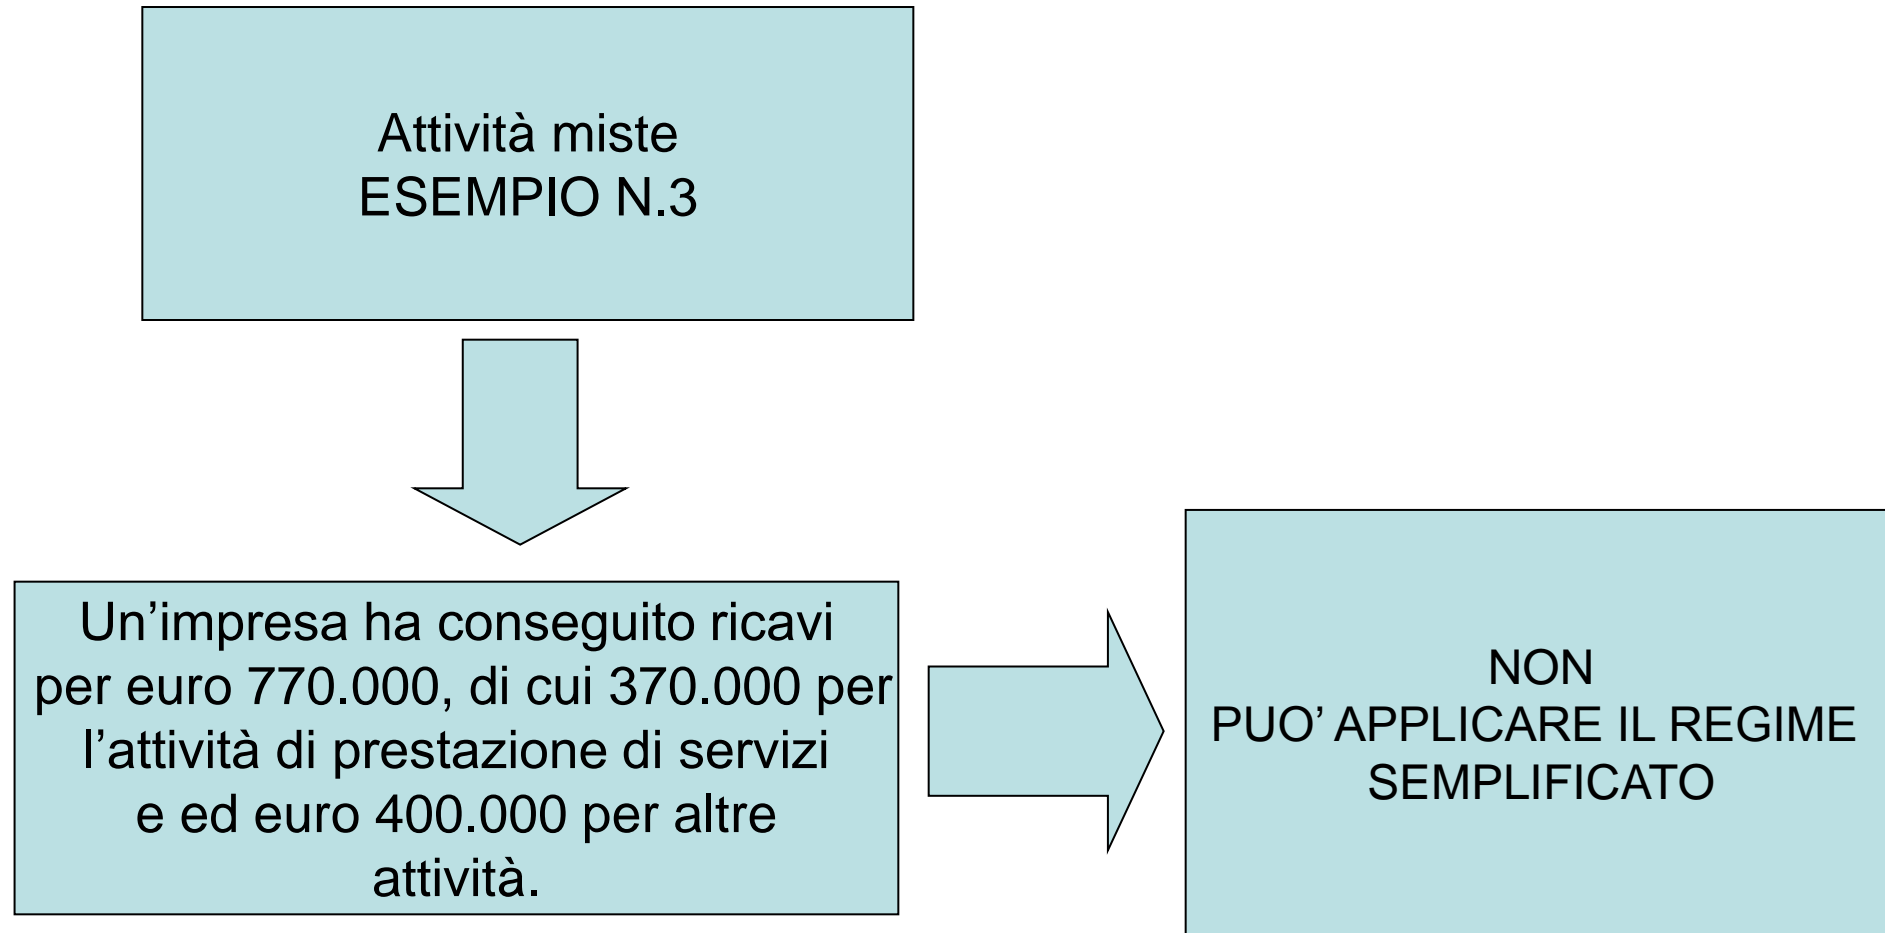 Attività miste
ESEMPIO N.3
Un’impresa ha conseguito ricavi
per euro 770.000, di cui 370.000 per
l’attività di prestazione di servizi
e ed euro 400.000 per altre
attività.
NON
PUO’ APPLICARE IL REGIME
SEMPLIFICATO